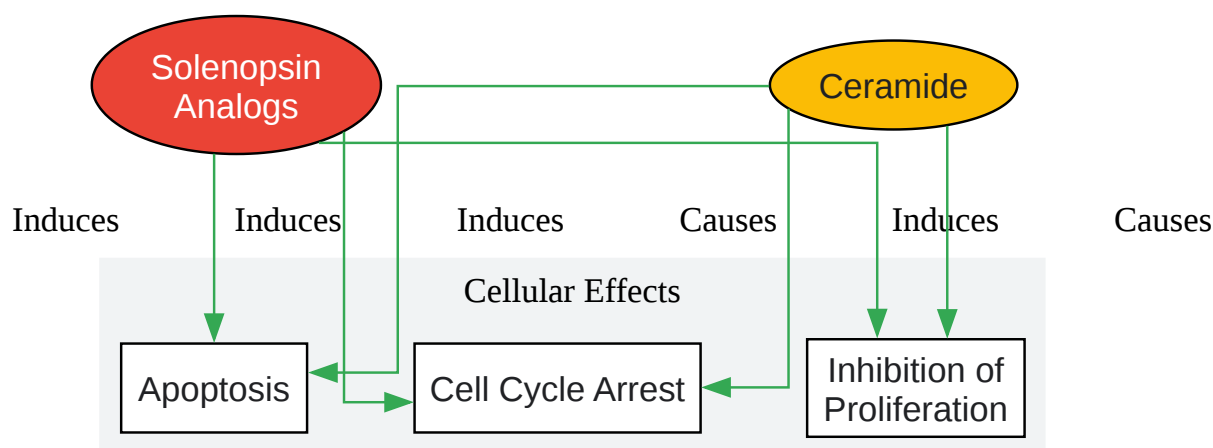 Solenopsin
Analogs
Ceramide
Induces
Induces
Induces
Causes
Induces
Causes
Cellular Effects
Apoptosis
Cell Cycle Arrest
Inhibition of
Proliferation